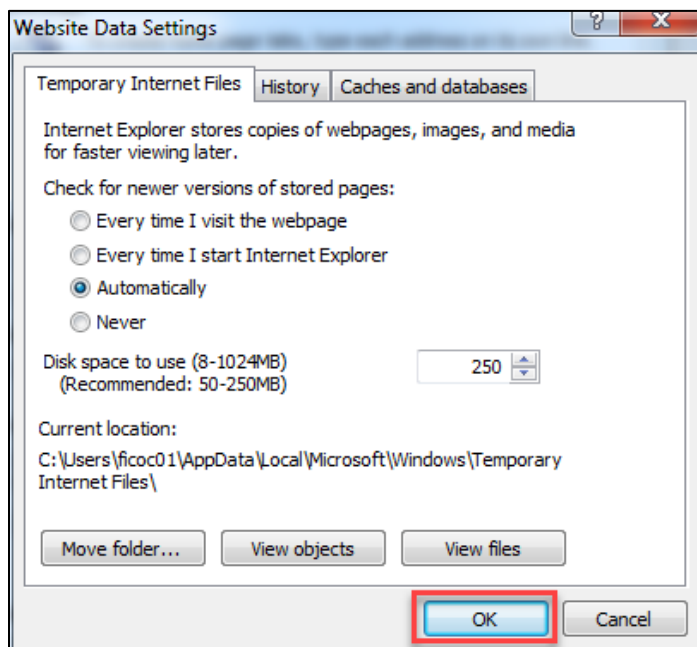 Website Data Settings
?
X
Temporary Internet Files
History
Caches and databases
Internet Explorer stores copies of webpages, images, and media
for faster viewing later.
Check for newer versions of stored pages:
Every time I visit the webpage
Every time I start Internet Explorer
Automatically
Never
Disk space to use (8-1024MB)
250
(Recommended: 50-250MB)
Current location:
C:\Users\ficoc01\AppData\Local\Microsoft\Windows\Temporary
Internet Files\
Move folder...
View objects
View files
OK
Cancel